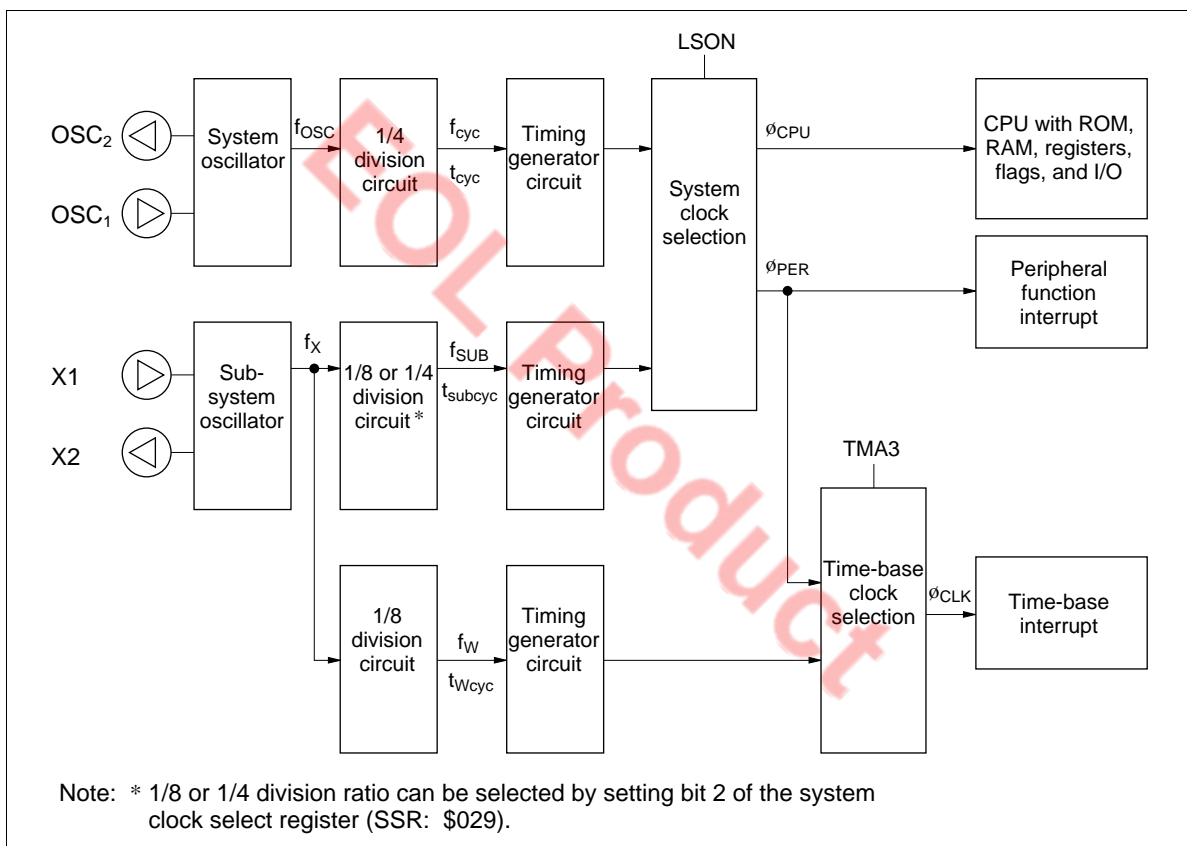 LSON
OSC2
OSC1
System
oscillator
fOSC
1/4
division
circuit
fcyc
tcyc
Timing
generator
circuit
System
clock
selection
øCPU
CPU with ROM,
RAM, registers,
flags, and I/O
øPER
Peripheral
function
interrupt
X1
X2
Sub-
system
oscillator
fX
1/8 or 1/4
division
circuit *
fSUB
tsubcyc
Timing
generator
circuit
TMA3
1/8
division
circuit
fW
tWcyc
Timing
generator
circuit
Time-base
clock
selection
øCLK
Time-base
interrupt
EOL Product
Note: * 1/8 or 1/4 division ratio can be selected by setting bit 2 of the system
clock select register (SSR: $029).